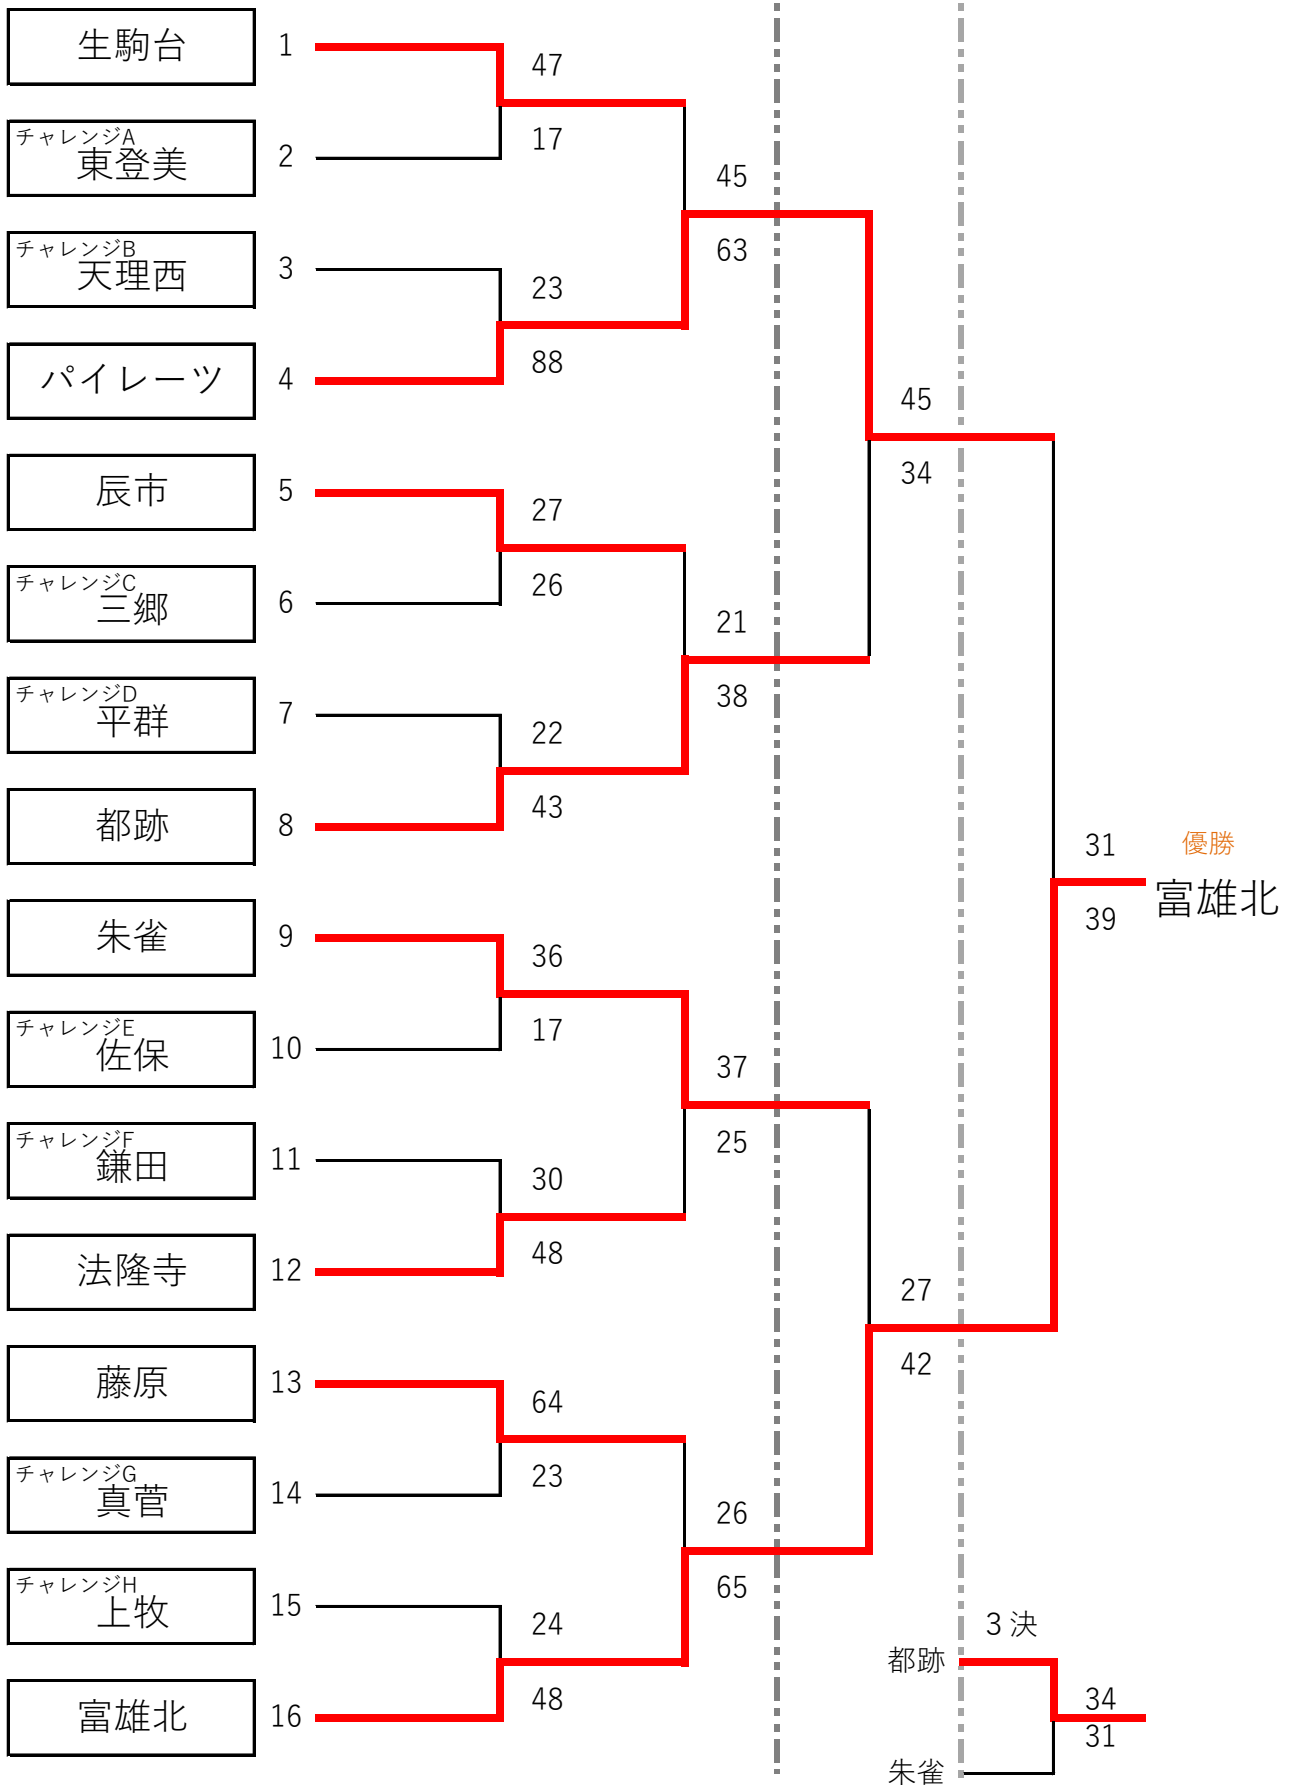 生駒台
1
47
17
チャレンジA
東登美
2
45
63
チャレンジB
天理西
3
23
88
パイレーツ
4
45
34
辰市
5
27
26
チャレンジC
三郷
6
21
38
チャレンジD
平群
7
22
43
都跡
8
31
39
優勝
富雄北
朱雀
9
36
17
チャレンジE
佐保
10
37
25
チャレンジF
鎌田
11
30
48
法隆寺
12
27
42
藤原
13
64
23
チャレンジG
真菅
14
26
65
チャレンジH
上牧
15
24
48
富雄北
16
3決
都跡
34
31
朱雀